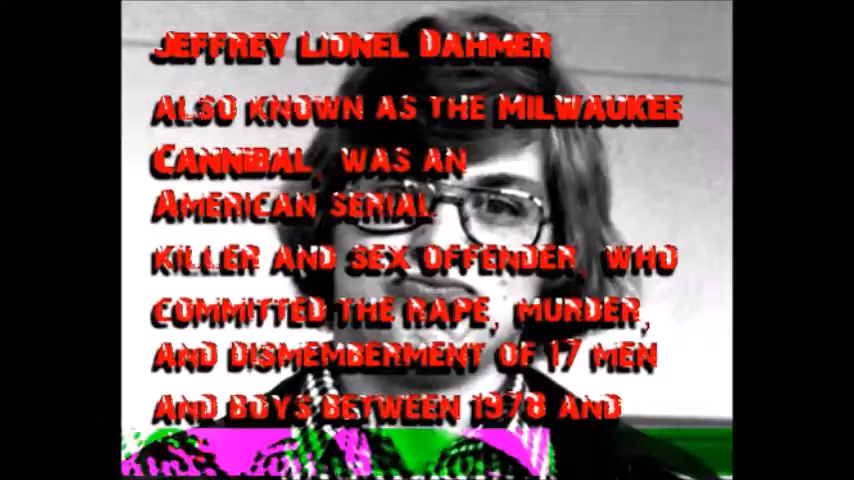 Jeffrey Lionel Dahmer
also known as the Milwaukee
Cannibal, was an
American serial
killer and sex offender, who
committed the rape, murder,
and dismemberment of 17 men
and boys between 1978 and